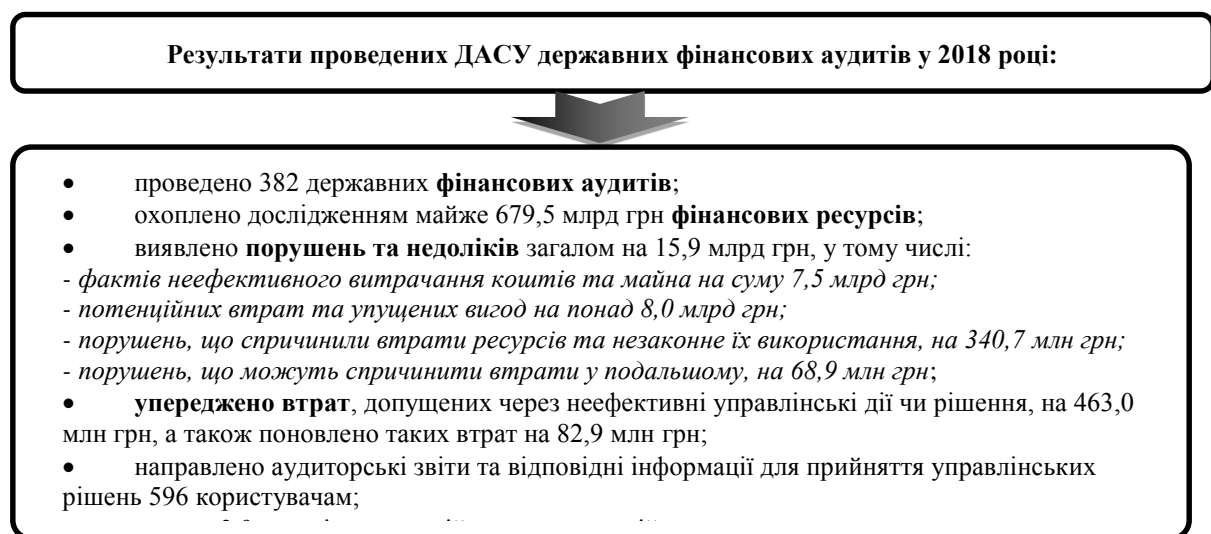 Результати проведених ДАСУ державних фінансових аудитів у 2018 році:
• проведено 382 державних фінансових аудитів;
• охоплено дослідженням майже 679,5 млрд грн фінансових ресурсів;
• виявлено порушень та недоліків загалом на 15,9 млрд грн, у тому числі:
- фактів неефективного витрачання коштів та майна на суму 7,5 млрд грн;
- потенційних втрат та упущених вигод на понад 8,0 млрд грн;
- порушень, що спричинили втрати ресурсів та незаконне їх використання, на 340,7 млн грн;
- порушень, що можуть спричинити втрати у подальшому, на 68,9 млн грн;
• упереджено втрат, допущених через неефективні управлінські дії чи рішення, на 463,0
млн грн, а також поновлено таких втрат на 82,9 млн грн;
• направлено аудиторські звіти та відповідні інформації для прийняття управлінських
рішень 596 користувачам;